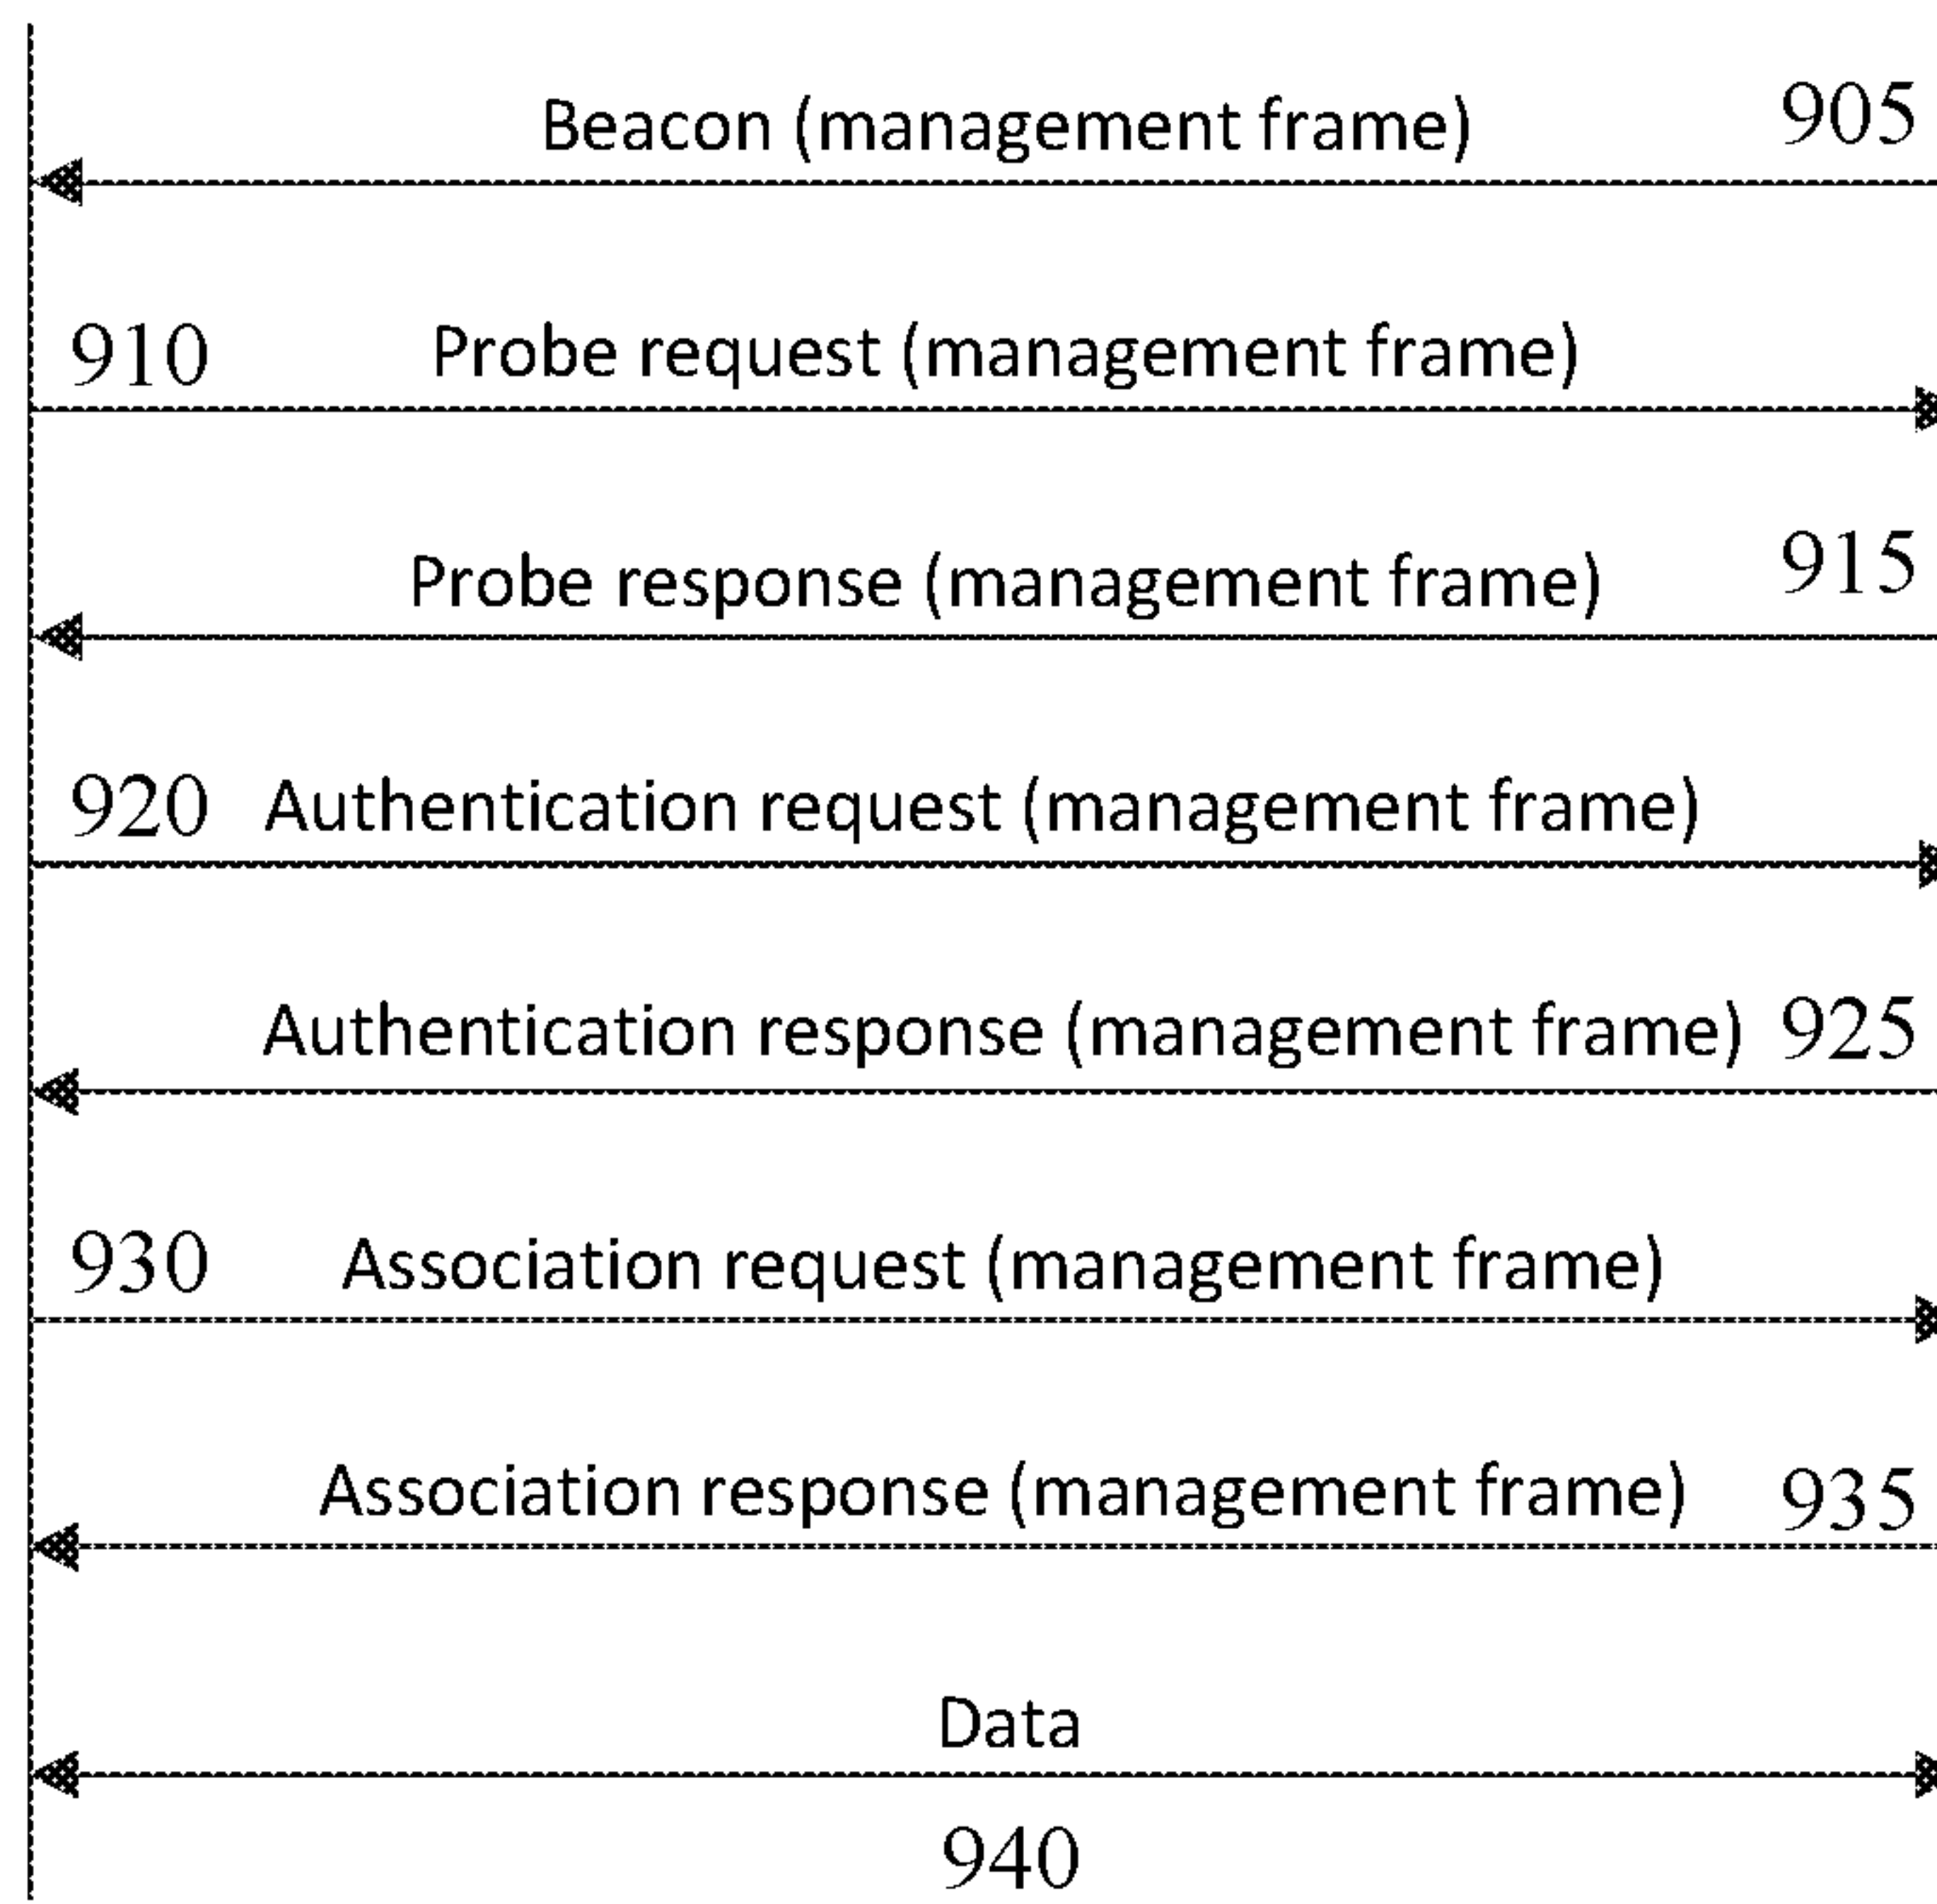 Beacon (management frame) 905
910 Probe request (management frame)
Probe response (management frame) 915
920 Authentication request (management frame)
Authentication response (management frame) 925
930 Association request (management frame)
Association response (management frame) 935
Data
940